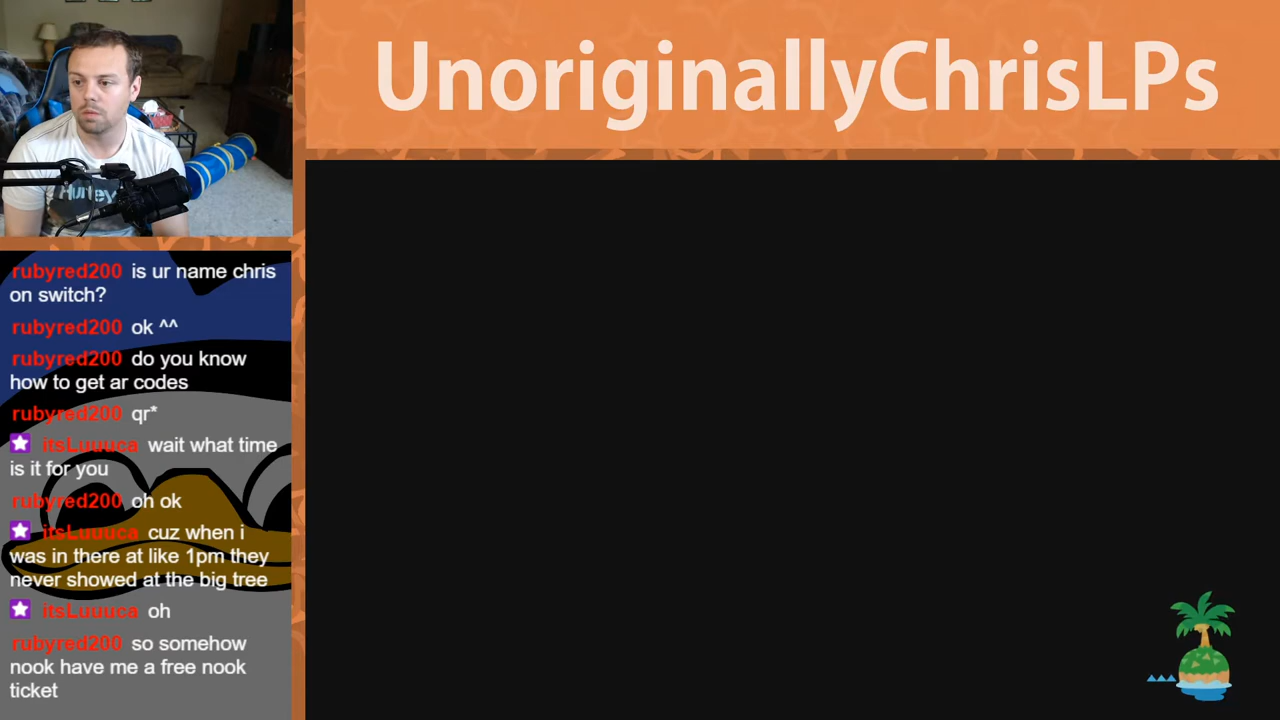 UnoriginallyChrisLPs
Hurley
rubyred200 is ur name chris
on switch?
rubyred200 ok ^^
rubyred200 do you know
how to get ar codes
rubyred200 qr*
itsLuuuca wait what time
is it for you
rubyred200 oh ok
itsLuuuca cuz when i
was in there at like 1pm they
never showed at the big tree
itsLuuuca oh
rubyred200 so somehow
nook have me a free nook
ticket